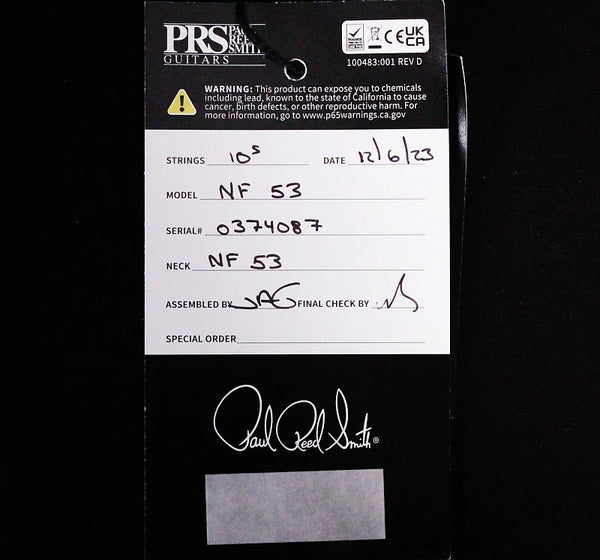 PRS PAUL REED SMITH
GUITARS
UK CA
100483:001 REV D
WARNING: This product can expose you to chemicals
including lead, known to the state of California to cause
cancer, birth defects, or other reproductive harm. For
more information, go to www.p65warnings.ca.gov
STRINGS 10s DATE 12/6/23
MODEL NF 53
SERIAL# 0374087
NECK NF 53
ASSEMBLED BY JAG FINAL CHECK BY
SPECIAL ORDER
Paul Reed Smith®